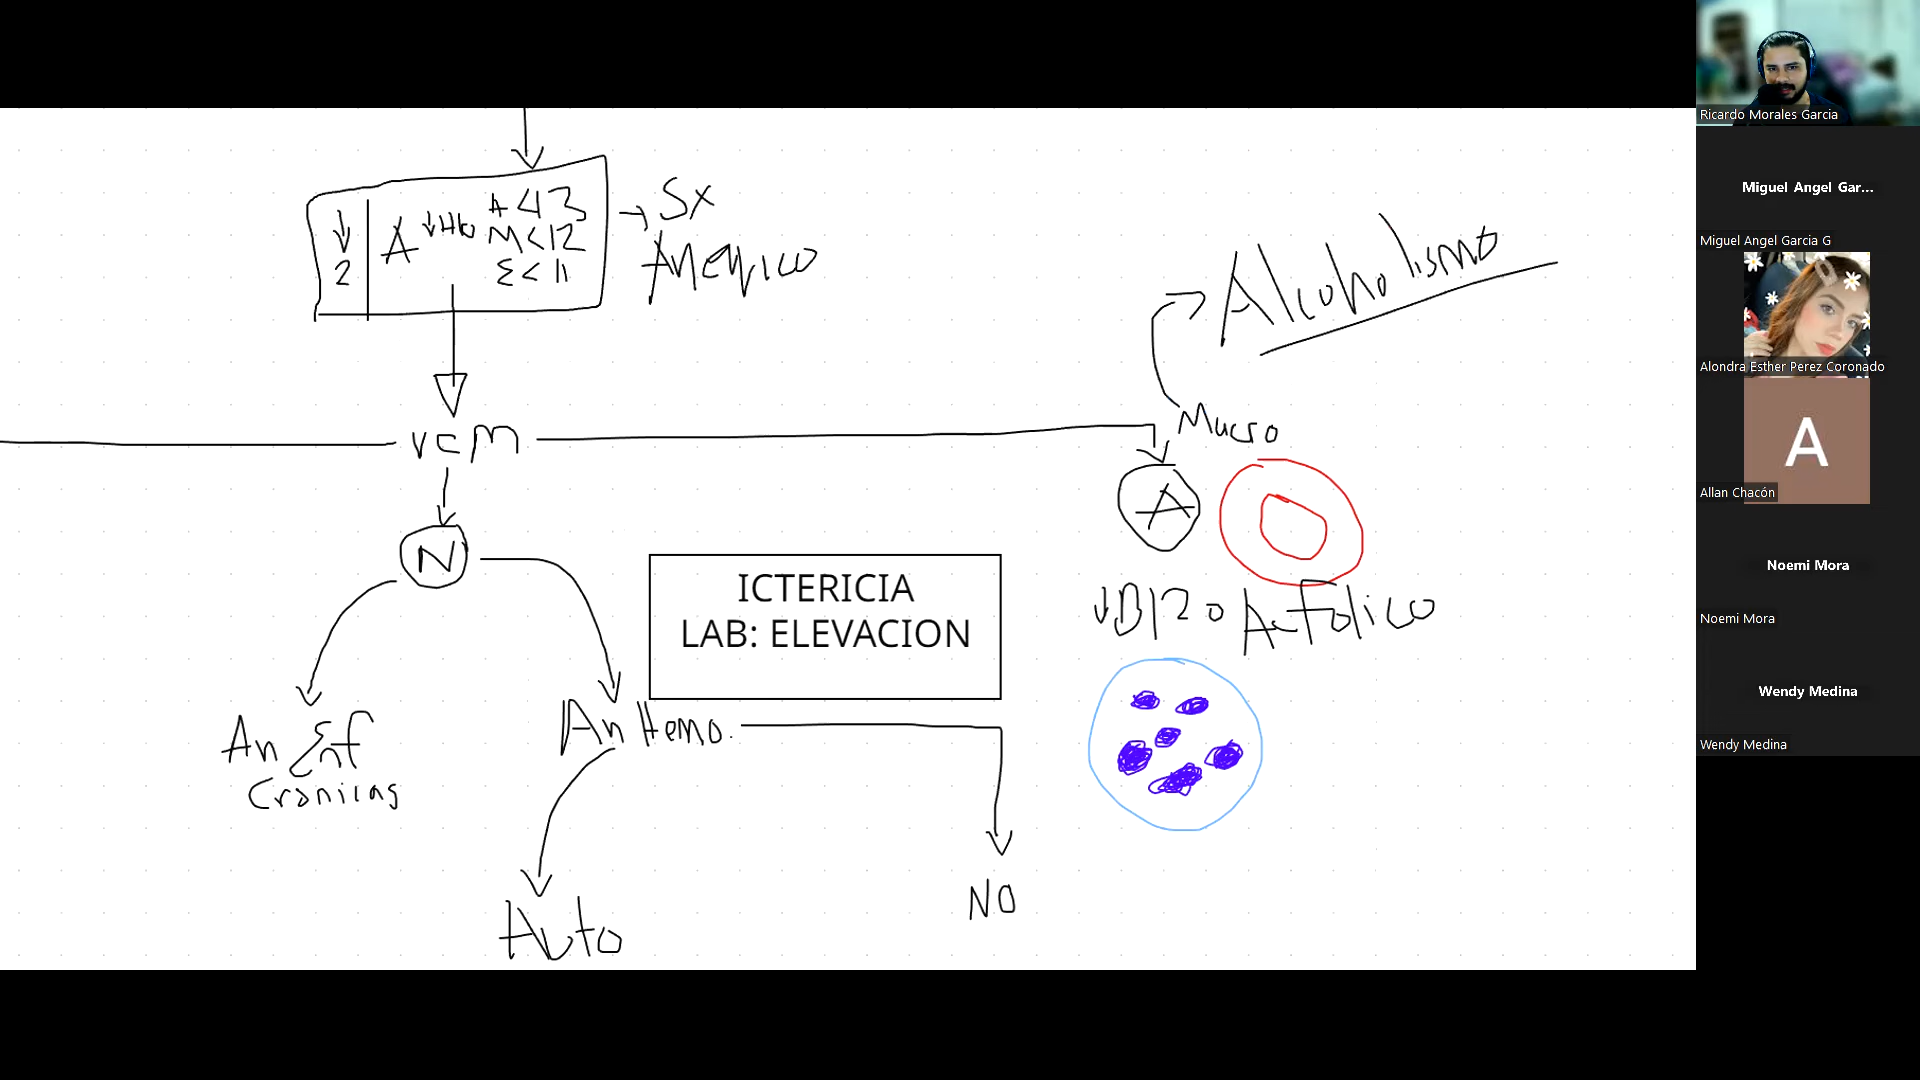 ↓ 2
A ↓Hb
H <13
M <12
E < 11
→ Sx
Anémico
Alcoholismo
VCM
Macro
N
A
ICTERICIA
LAB: ELEVACION
↓B12 o Ac Folico
An Enf
Cronicas
An Hemo.
Auto
NO
Ricardo Morales Garcia
Miguel Angel Gar...
Miguel Angel Garcia G
Alondra Esther Perez Coronado
A
Allan Chacón
Noemi Mora
Noemi Mora
Wendy Medina
Wendy Medina